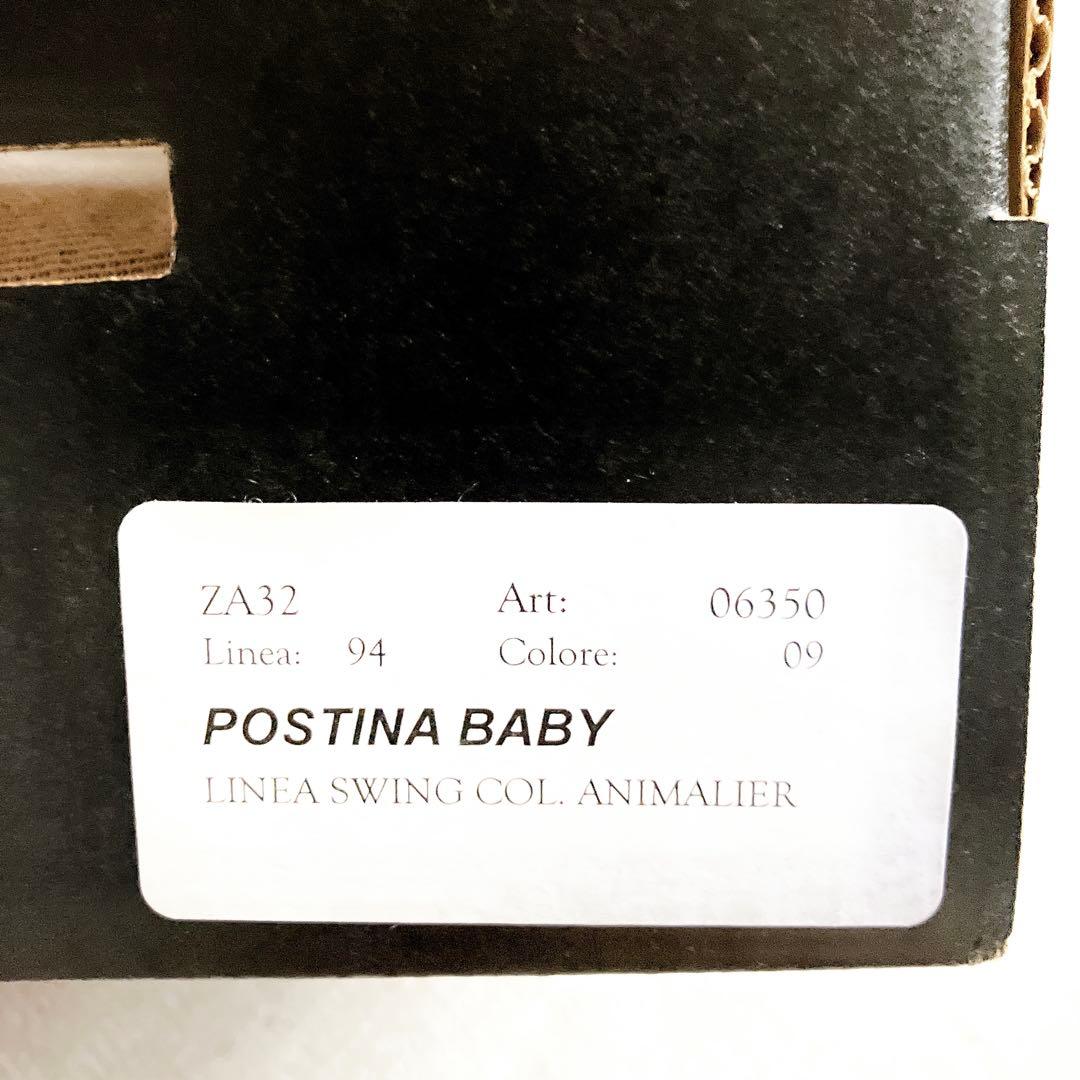 ZA32 Art: 06350
Linea: 94 Colore: 09
POSTINA BABY
LINEA SWING COL. ANIMALIER